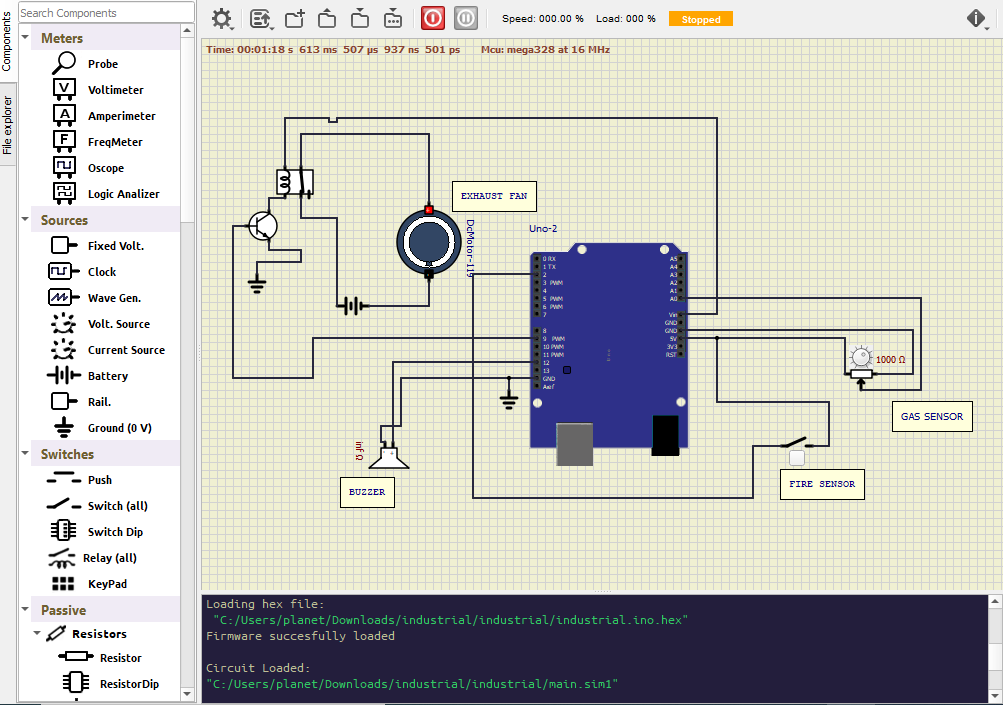 Components
File explorer
Search Components
Meters
Probe
Voltimeter
Amperimeter
FreqMeter
Oscope
Logic Analizer
Sources
Fixed Volt.
Clock
Wave Gen.
Volt. Source
Current Source
Battery
Rail.
Ground (0 V)
Switches
Push
Switch (all)
Switch Dip
Relay (all)
KeyPad
Passive
Resistors
Resistor
ResistorDip
Speed: 000.00 % Load: 000 % Stopped
Time: 00:01:18 s 613 ms 507 µs 937 ns 501 ps Mcu: mega328 at 16 MHz
EXHAUST FAN
DcMotor-119
Uno-2
0 RX
1 TX
2
3 PWM
4
5 PWM
6 PWM
7
8
9 PWM
10 PWM
11 PWM
12
13
GND
Aref
A5
A4
A3
A2
A1
A0
Vin
GND
GND
5V
3V3
RST
1000 Ω
GAS SENSOR
FIRE SENSOR
inf Ω
BUZZER
Loading hex file:
"C:/Users/planet/Downloads/industrial/industrial/industrial.ino.hex"
Firmware succesfully loaded
Circuit Loaded:
"C:/Users/planet/Downloads/industrial/industrial/main.sim1"